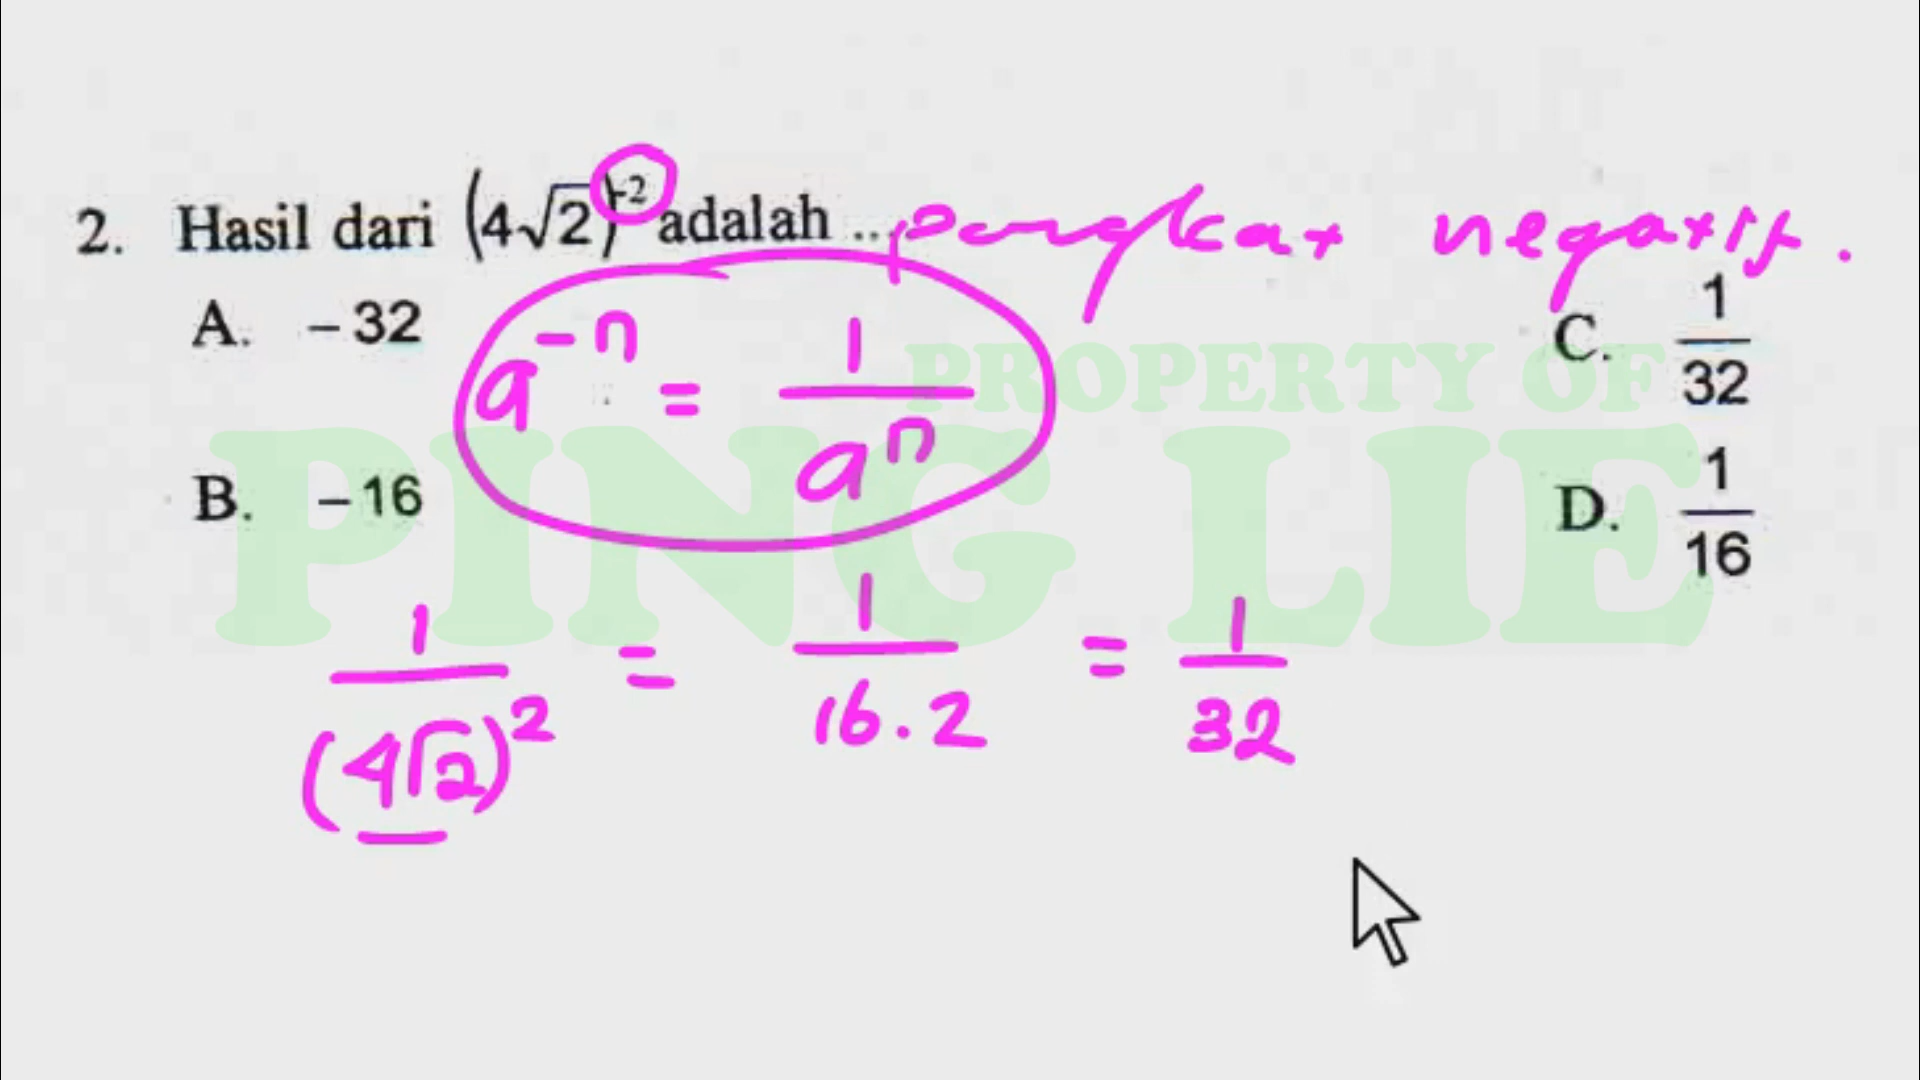 2. Hasil dari (4√2)⁻² adalah ... pangkat negatif.
A. –32
a⁻ⁿ = 1/aⁿ
C. 1/32
PROPERTY OF
PING LIE
B. –16
D. 1/16
1/(4√2)² = 1/16.2 = 1/32